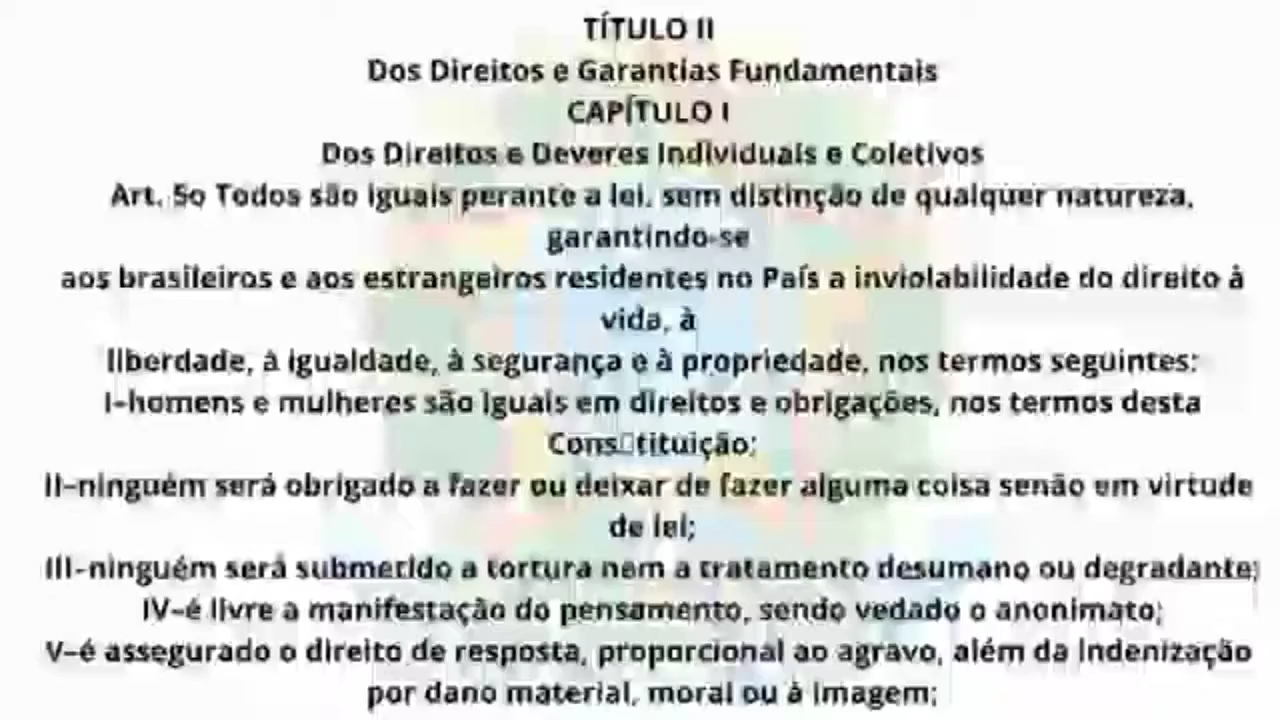 TÍTULO II
Dos Direitos e Garantias Fundamentais
CAPÍTULO I
Dos Direitos e Deveres Individuais e Coletivos
Art. 5o Todos são iguais perante a lei, sem distinção de qualquer natureza,
garantindo-se
aos brasileiros e aos estrangeiros residentes no País a inviolabilidade do direito à
vida, à
liberdade, à igualdade, à segurança e à propriedade, nos termos seguintes:
I–homens e mulheres são iguais em direitos e obrigações, nos termos desta
Cons▯tituição;
II–ninguém será obrigado a fazer ou deixar de fazer alguma coisa senão em virtude
de lei;
III–ninguém será submetido a tortura nem a tratamento desumano ou degradante;
IV–é livre a manifestação do pensamento, sendo vedado o anonimato;
V–é assegurado o direito de resposta, proporcional ao agravo, além da indenização
por dano material, moral ou à imagem;